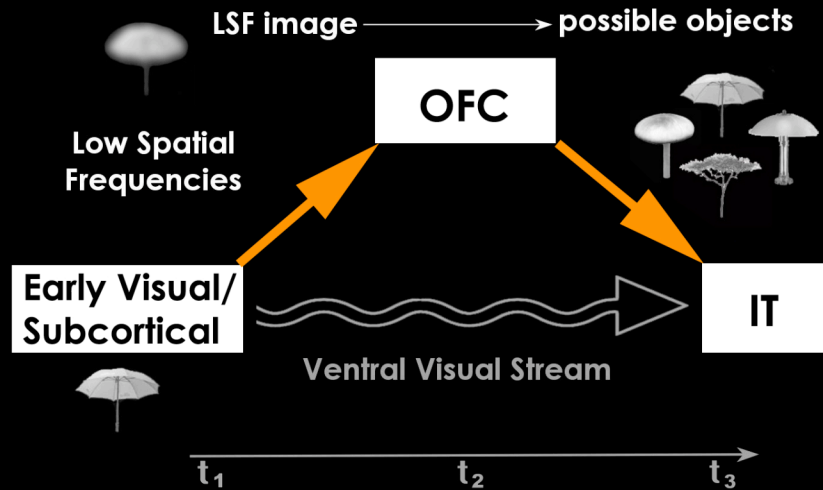 LSF image
possible objects
OFC
Low Spatial
Frequencies
Early Visual/
Subcortical
IT
Ventral Visual Stream
t1
t2
t3